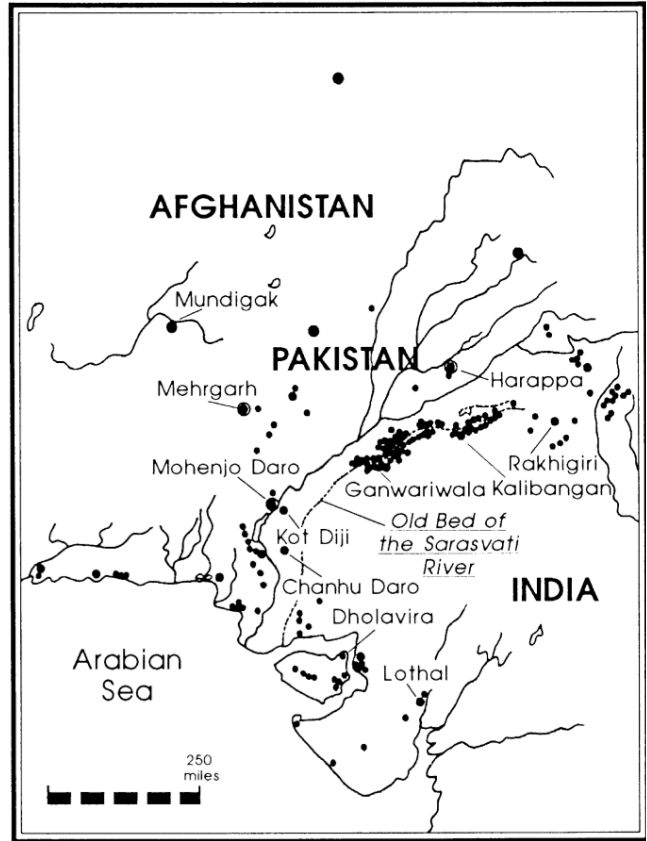 AFGHANISTAN
Mundigak
PAKISTAN
Mehrgarh
Harappa
Mohenjo Daro
Rakhigiri
Ganwariwala
Kalibangan
Kot Diji
Old Bed of
the Sarasvati
River
Chanhu Daro
INDIA
Dholavira
Arabian
Sea
Lothal
250
miles